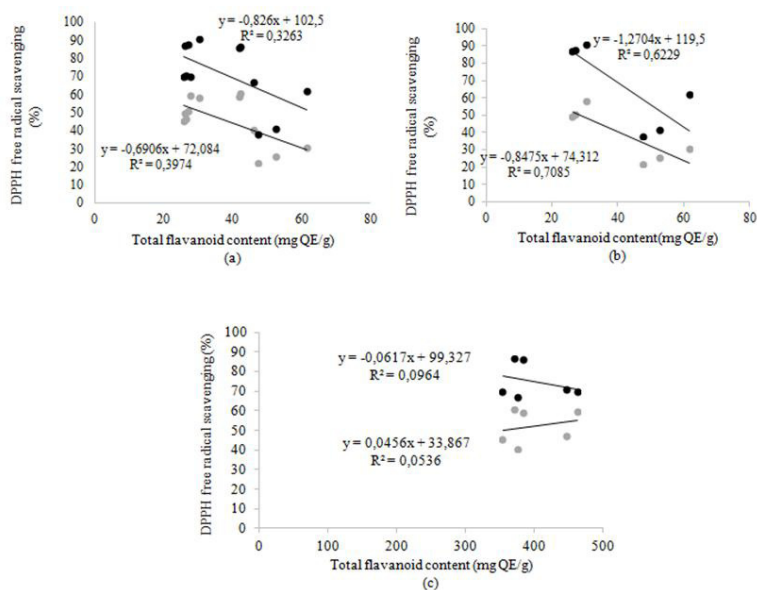 100
90
80
70
60
50
40
30
20
10
0
0 20 40 60 80
DPPH free radical scavenging
(%)
y = -0,826x + 102,5
R² = 0,3263
y = -0,6906x + 72,084
R² = 0,3974
Total flavanoid content (mg QE/g)
(a)
100
90
80
70
60
50
40
30
20
10
0
0 20 40 60 80
DPPH free radical scavenging
(%)
y = -1,2704x + 119,5
R² = 0,6229
y = -0,8475x + 74,312
R² = 0,7085
Total flavanoid content(mg QE/g)
(b)
100
90
80
70
60
50
40
30
20
10
0
0 100 200 300 400 500
DPPH free radical scavenging(%)
y = -0,0617x + 99,327
R² = 0,0964
y = 0,0456x + 33,867
R² = 0,0536
Total flavanoid content (mg QE/g)
(c)